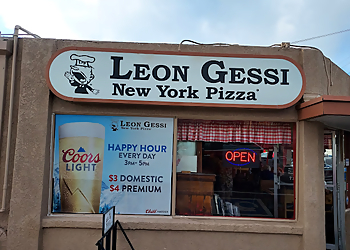 LEON GESSI
NEW YORK PIZZA
LEON GESSI
NEW YORK PIZZA
HAPPY HOUR
EVERY DAY
3PM - 5PM
$3 DOMESTIC
$4 PREMIUM
Coors
LIGHT
OPEN